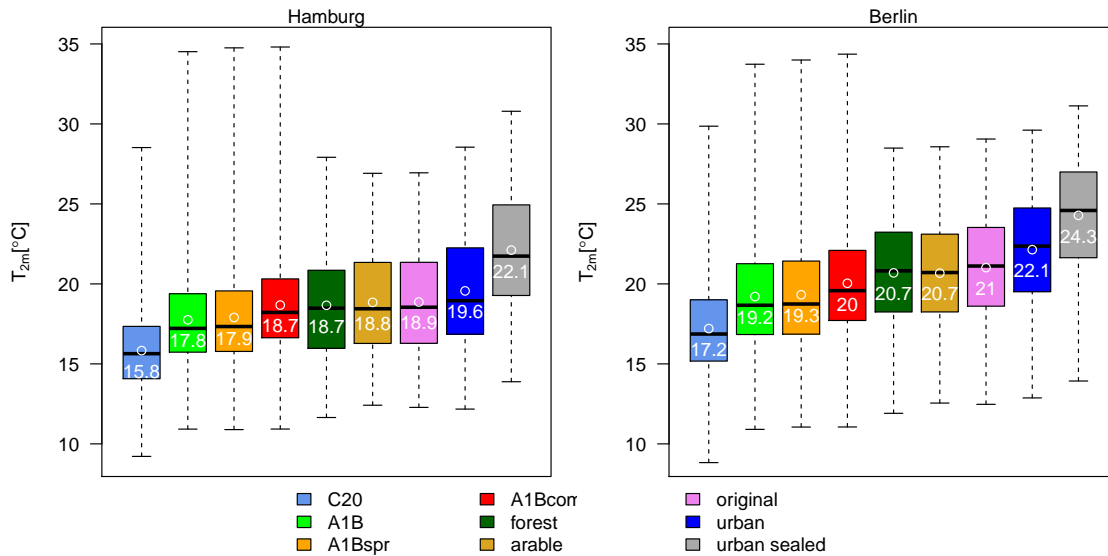 Hamburg
Berlin
T2m[°C]
35
30
25
20
15
10
15.8
17.8
17.9
18.7
18.7
18.8
18.9
19.6
22.1
T2m[°C]
35
30
25
20
15
10
17.2
19.2
19.3
20
20.7
20.7
21
22.1
24.3
C20
A1Bcom
original
A1B
forest
urban
A1Bspr
arable
urban sealed